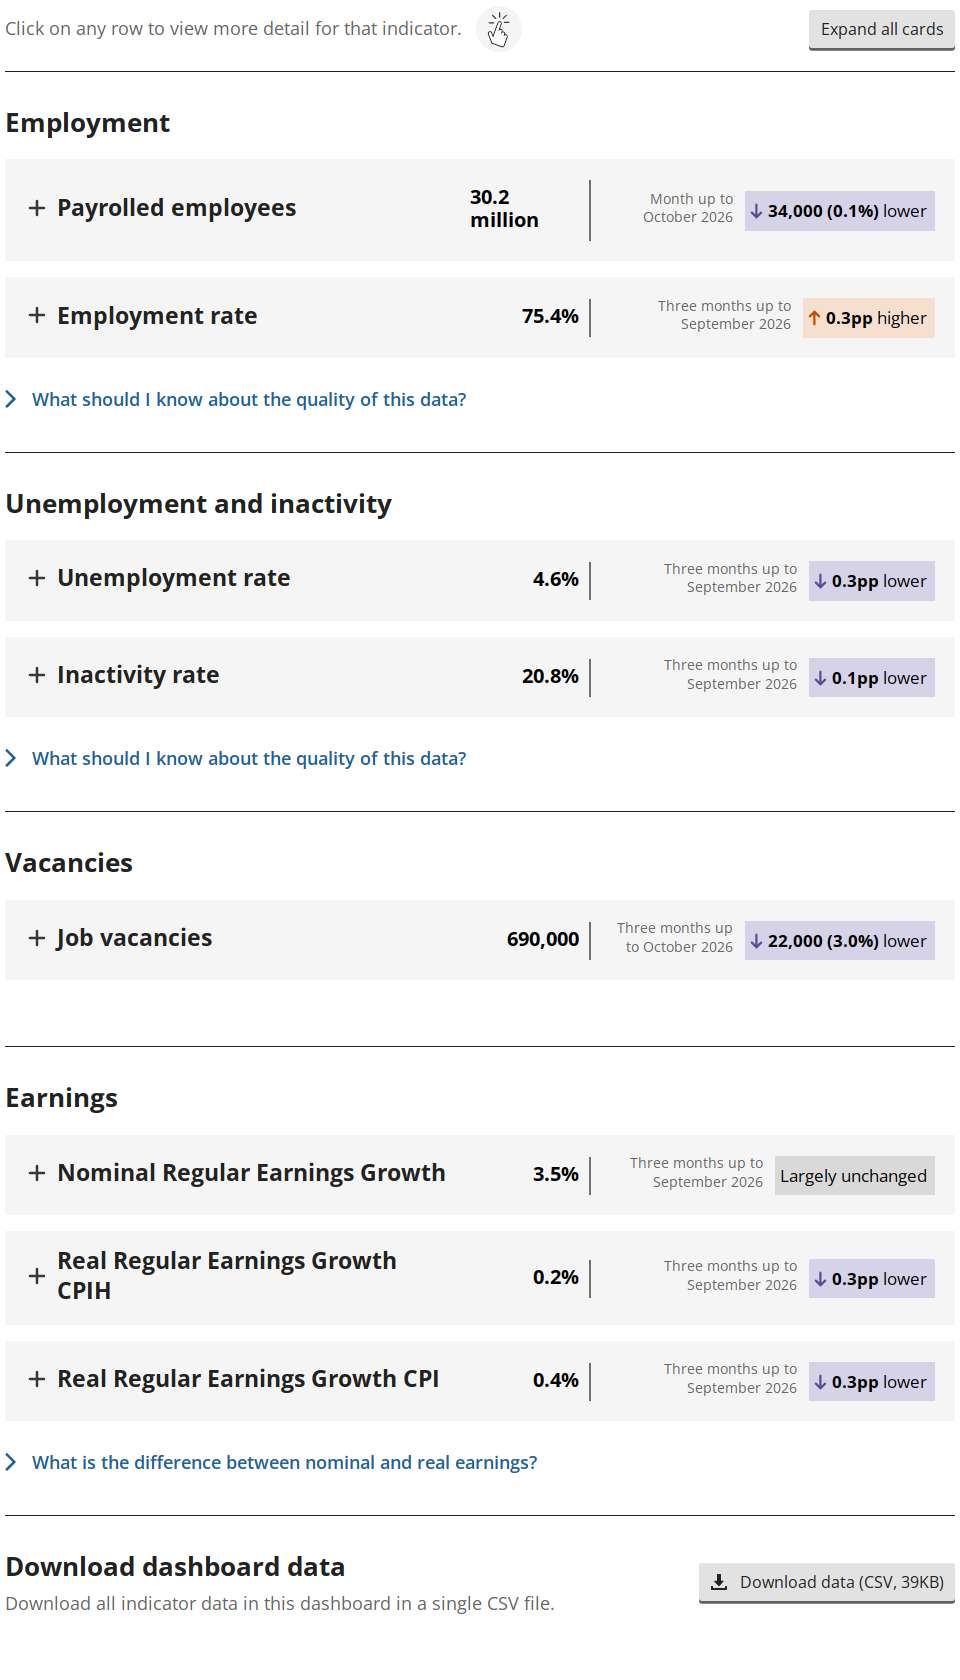 Click on any row to view more detail for that indicator.
Expand all cards
Employment
Payrolled employees
30.2
million
Month up to
October 2026
↓ 34,000 (0.1%) lower
Employment rate
75.4%
Three months up to
September 2026
↑ 0.3pp higher
What should I know about the quality of this data?
Unemployment and inactivity
Unemployment rate
4.6%
Three months up to
September 2026
↓ 0.3pp lower
Inactivity rate
20.8%
Three months up to
September 2026
↓ 0.1pp lower
What should I know about the quality of this data?
Vacancies
Job vacancies
690,000
Three months up
to October 2026
↓ 22,000 (3.0%) lower
Earnings
Nominal Regular Earnings Growth
3.5%
Three months up to
September 2026
Largely unchanged
Real Regular Earnings Growth
CPIH
0.2%
Three months up to
September 2026
↓ 0.3pp lower
Real Regular Earnings Growth CPI
0.4%
Three months up to
September 2026
↓ 0.3pp lower
What is the difference between nominal and real earnings?
Download dashboard data
Download all indicator data in this dashboard in a single CSV file.
Download data (CSV, 39KB)